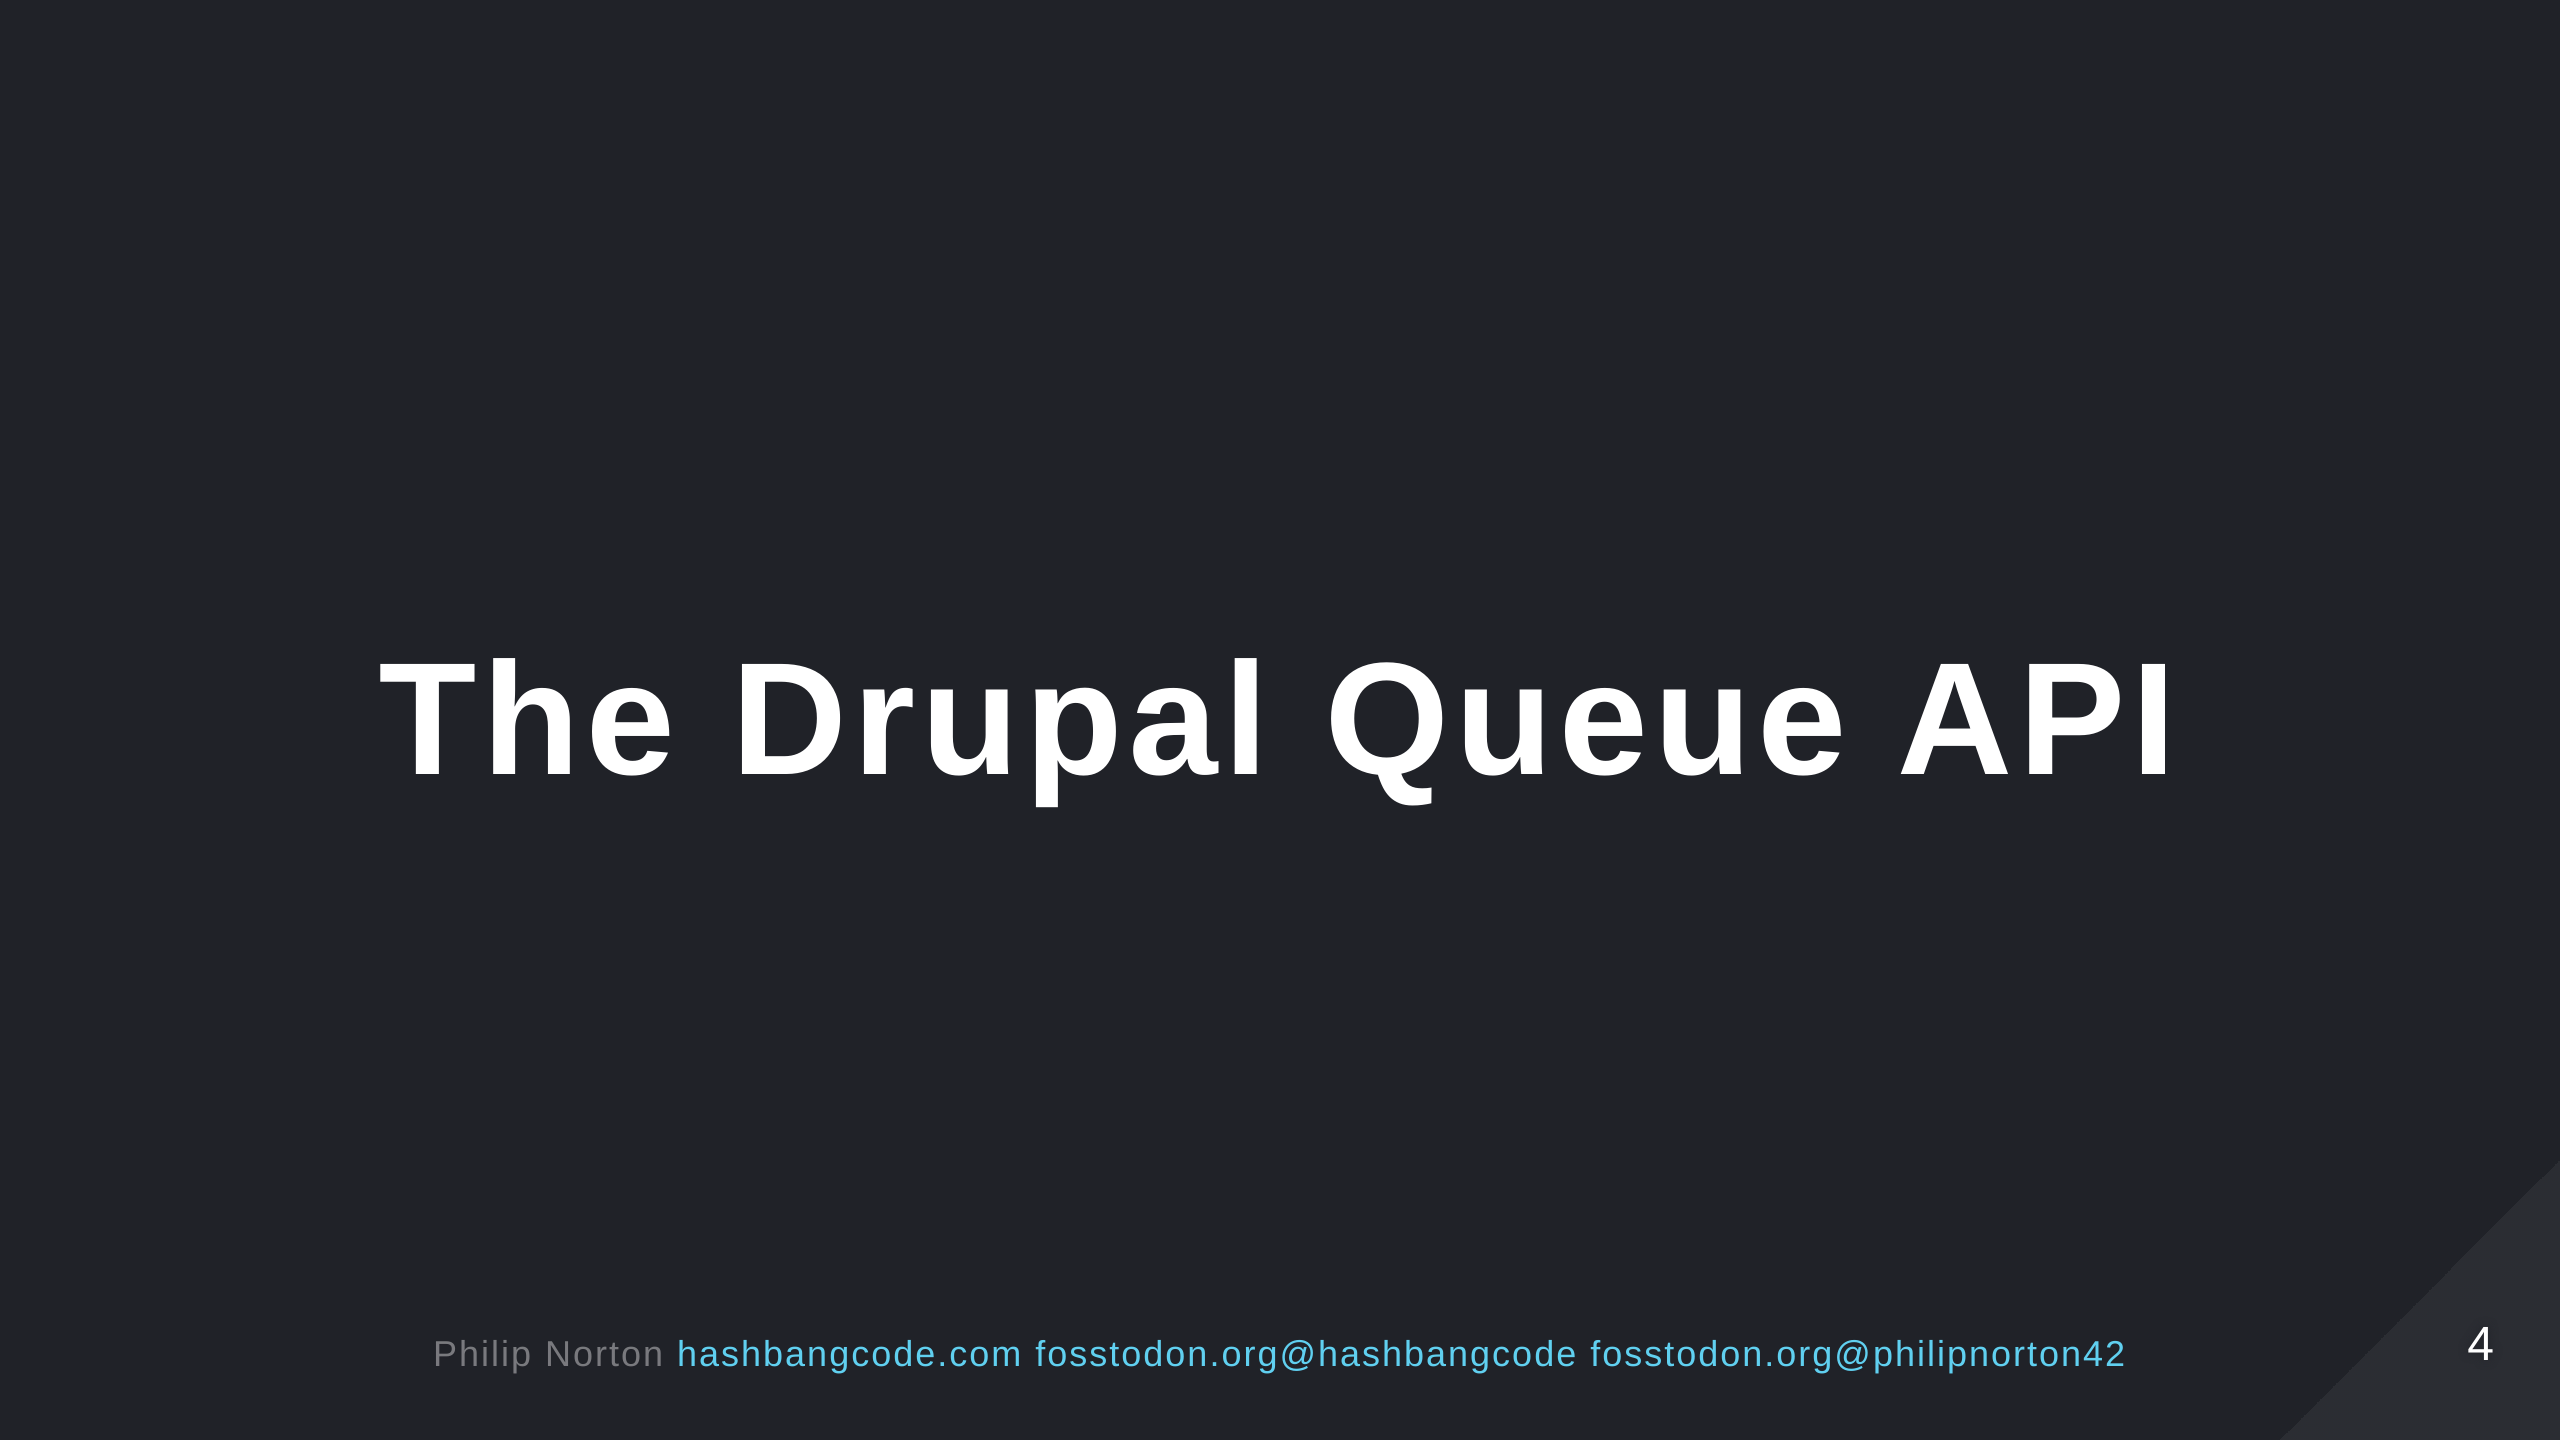 The Drupal Queue API
Philip Norton hashbangcode.com fosstodon.org@hashbangcode fosstodon.org@philipnorton42
4